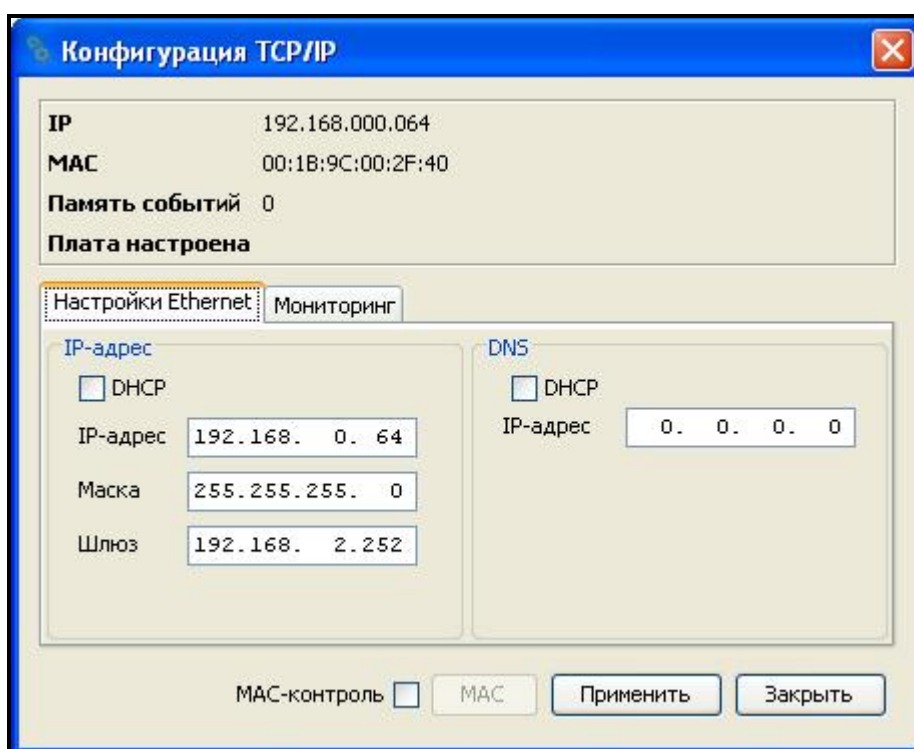 Конфигурация TCP/IP
IP 192.168.000.064
MAC 00:1B:9C:00:2F:40
Память событий 0
Плата настроена
Настройки Ethernet Мониторинг
IP-адрес
DHCP
IP-адрес 192.168. 0. 64
Маска 255.255.255. 0
Шлюз 192.168. 2.252
DNS
DHCP
IP-адрес 0. 0. 0. 0
MAC-контроль MAC Применить Закрыть